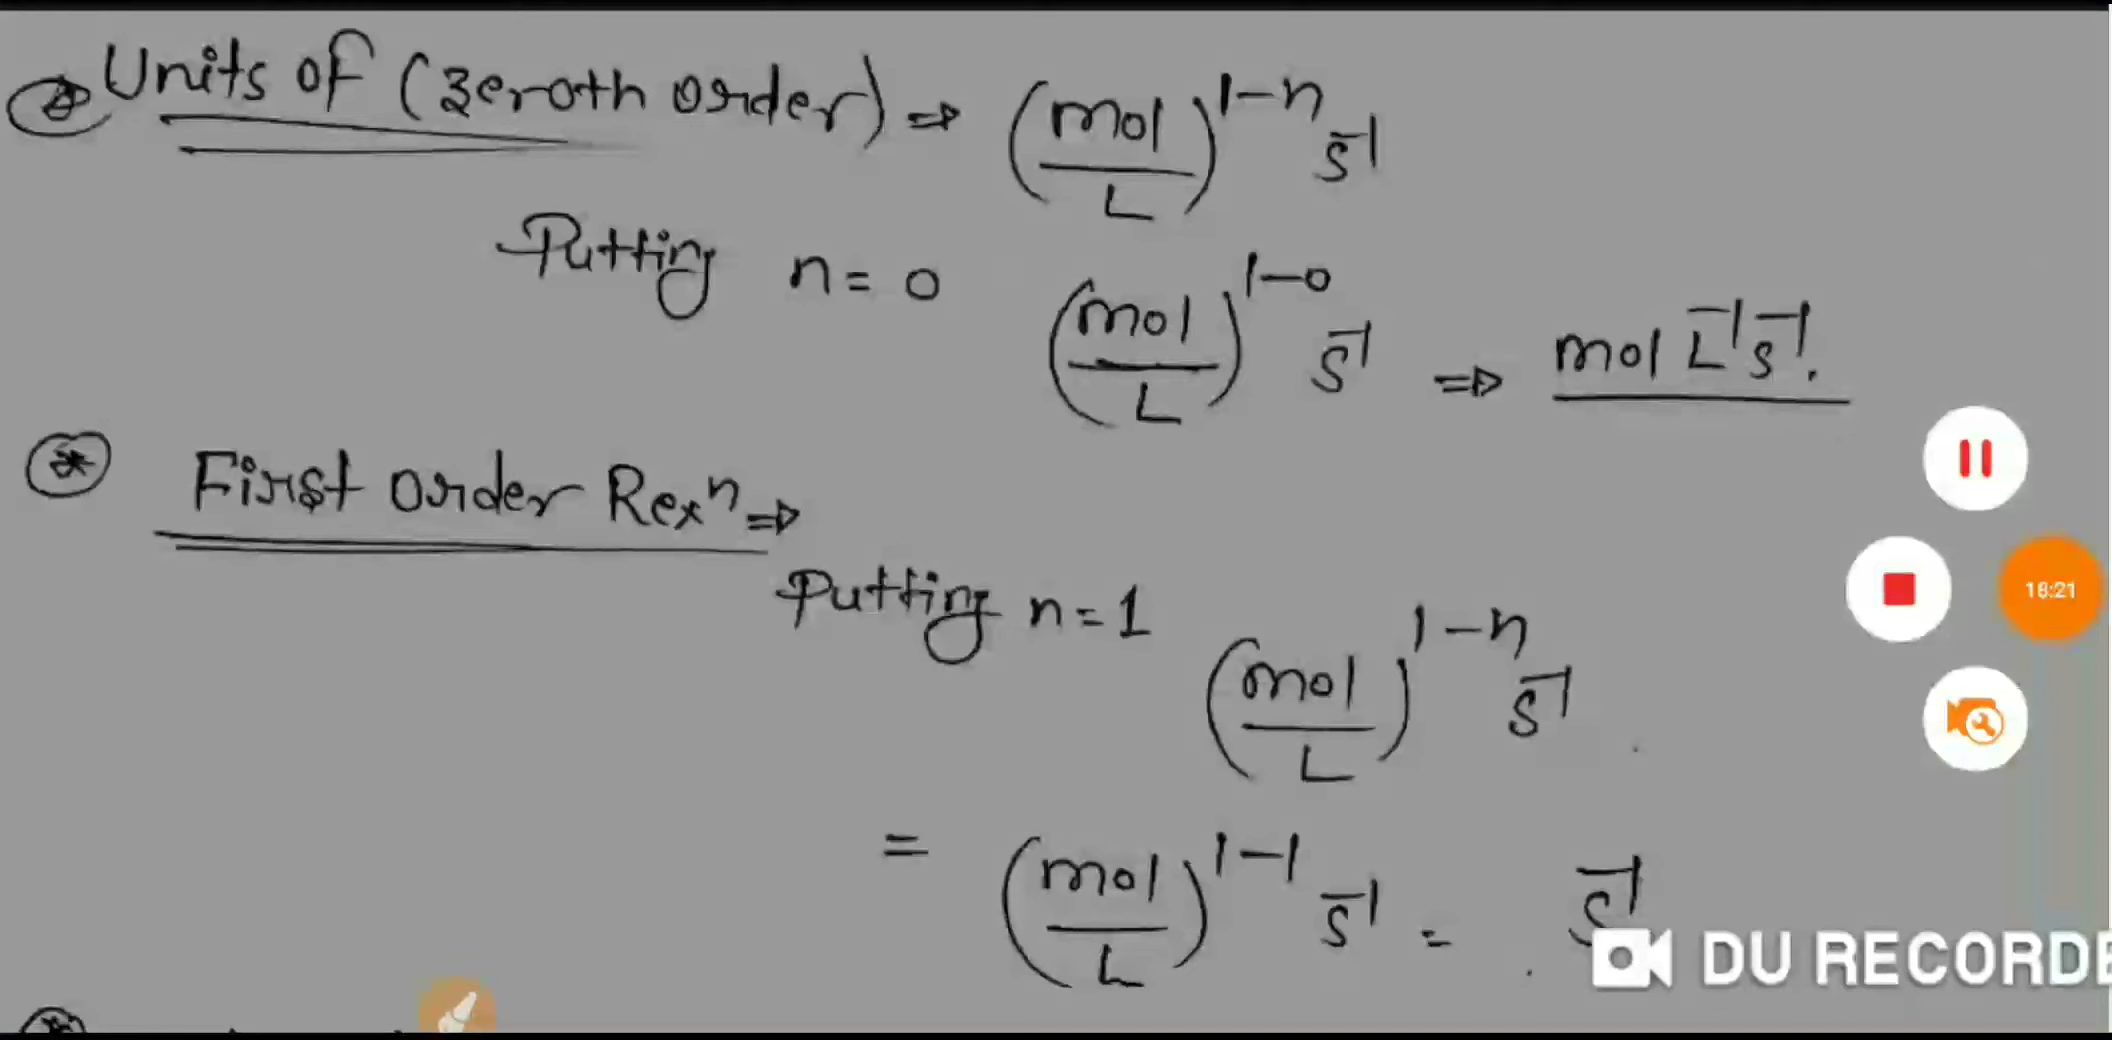 Units of (zeroth order) ⇒ (mol/L)^1-n s^-1
Putting n = 0 (mol/L)^1-0 s^-1 ⇒ mol L^-1 s^-1.
First order Rex^n ⇒
Putting n = 1 (mol/L)^1-n s^-1
= (mol/L)^1-1 s^-1 = s^-1
18:21
DU RECORDE